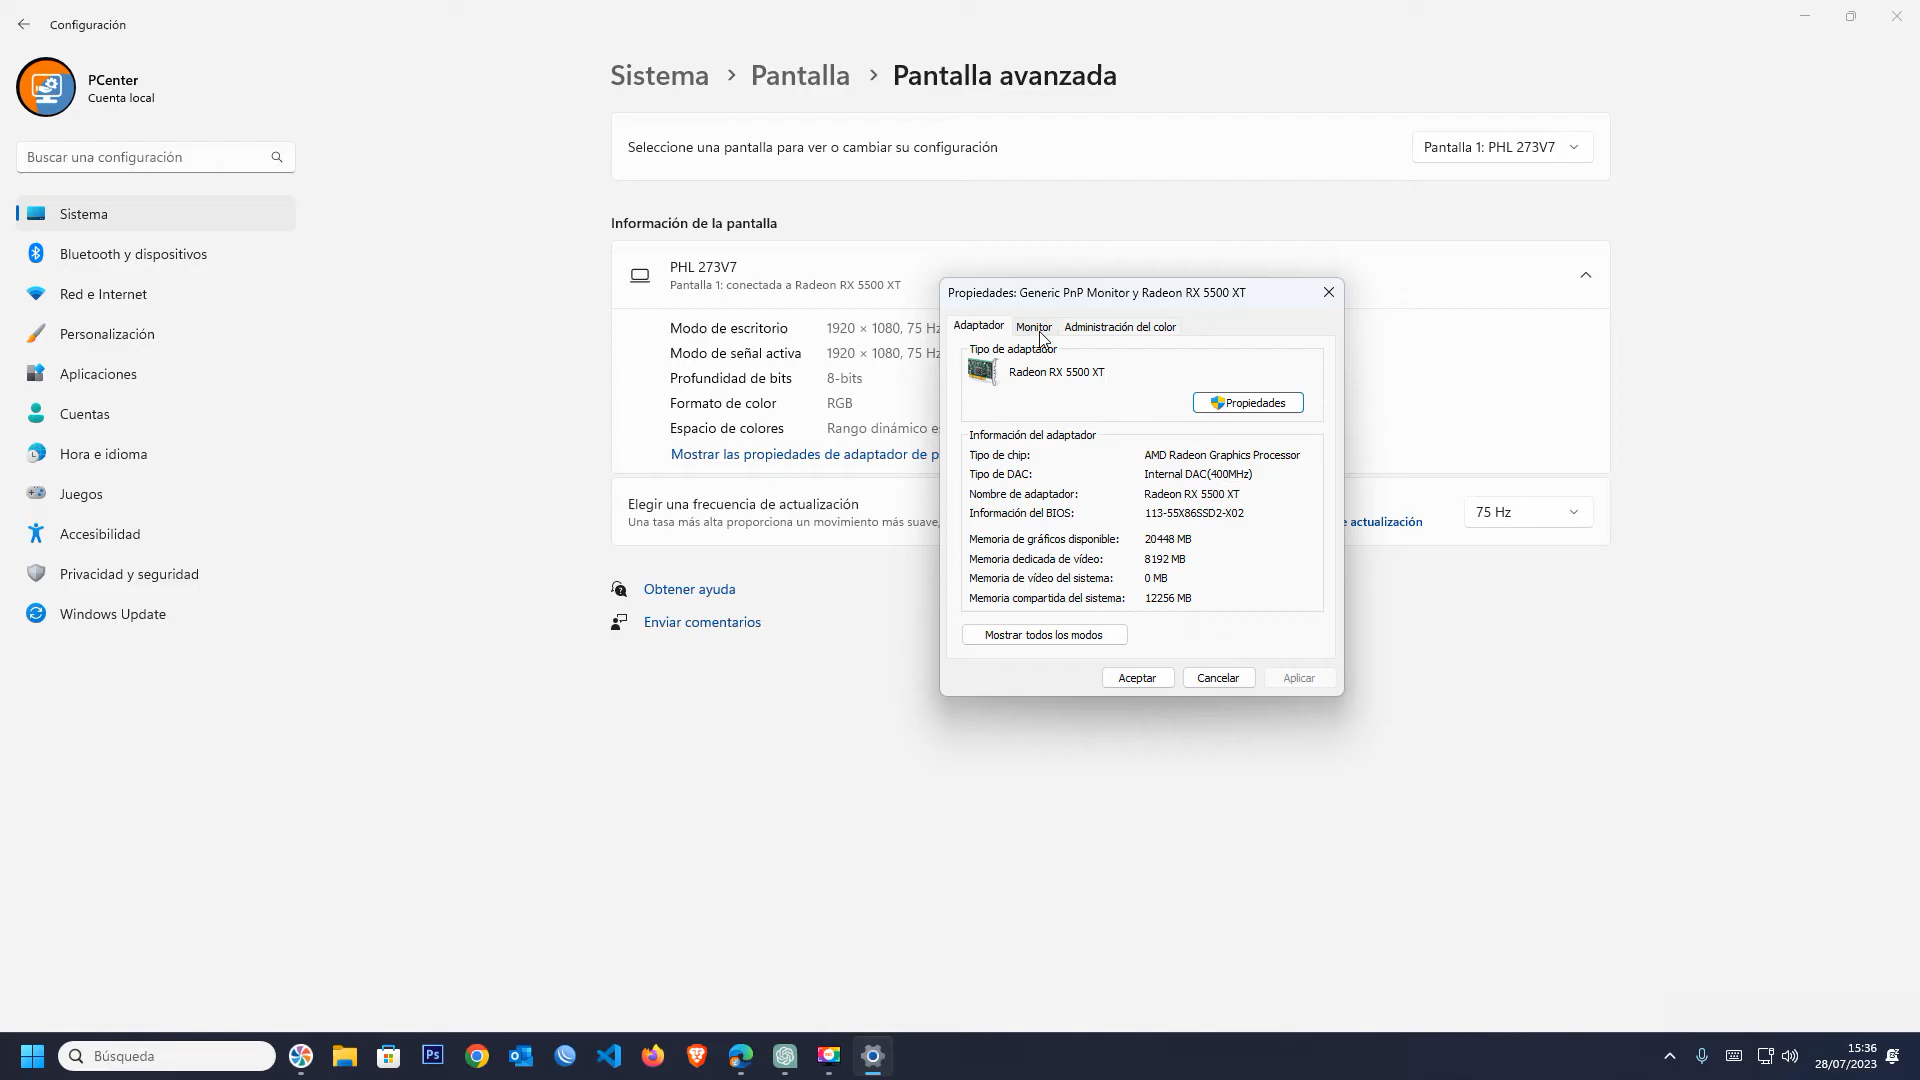 Configuración
PCenter
Cuenta local
Buscar una configuración
Sistema
Bluetooth y dispositivos
Red e Internet
Personalización
Aplicaciones
Cuentas
Hora e idioma
Juegos
Accesibilidad
Privacidad y seguridad
Windows Update
Sistema > Pantalla > Pantalla avanzada
Seleccione una pantalla para ver o cambiar su configuración
Pantalla 1: PHL 273V7
Información de la pantalla
PHL 273V7
Pantalla 1: conectada a Radeon RX 5500 XT
Modo de escritorio 1920 × 1080, 75 Hz
Modo de señal activa 1920 × 1080, 75 Hz
Profundidad de bits 8-bits
Formato de color RGB
Espacio de colores Rango dinámico
Mostrar las propiedades de adaptador de p
Elegir una frecuencia de actualización
Una tasa más alta proporciona un movimiento más suave,
e actualización
75 Hz
Obtener ayuda
Enviar comentarios
Propiedades: Generic PnP Monitor y Radeon RX 5500 XT
Adaptador Monitor Administración del color
Tipo de adaptador
Radeon RX 5500 XT
Propiedades
Información del adaptador
Tipo de chip: AMD Radeon Graphics Processor
Tipo de DAC: Internal DAC(400MHz)
Nombre de adaptador: Radeon RX 5500 XT
Información del BIOS: 113-55X86SSD2-X02
Memoria de gráficos disponible: 20448 MB
Memoria dedicada de vídeo: 8192 MB
Memoria de vídeo del sistema: 0 MB
Memoria compartida del sistema: 12256 MB
Mostrar todos los modos
Aceptar Cancelar Aplicar
Búsqueda
Ps
15:36
28/07/2023